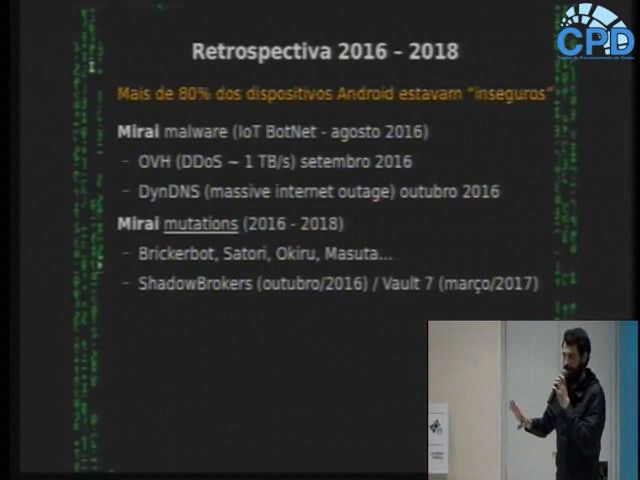 CPD
Retrospectiva 2016 – 2018
Mais de 80% dos dispositivos Android estavam “inseguros”
Mirai malware (IoT BotNet - agosto 2016)
– OVH (DDoS ~ 1 TB/s) setembro 2016
– DynDNS (massive internet outage) outubro 2016
Mirai mutations (2016 - 2018)
– Brickerbot, Satori, Okiru, Masuta...
– ShadowBrokers (outubro/2016) / Vault 7 (março/2017)